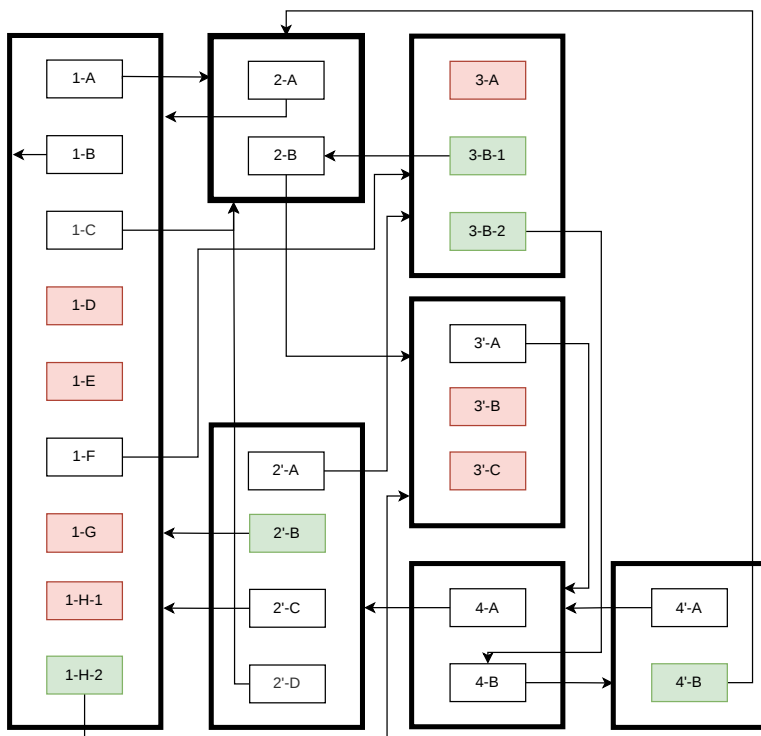 1-A
1-B
1-C
1-D
1-E
1-F
1-G
1-H-1
1-H-2
2-A
2-B
2'-A
2'-B
2'-C
2'-D
3-A
3-B-1
3-B-2
3'-A
3'-B
3'-C
4-A
4-B
4'-A
4'-B